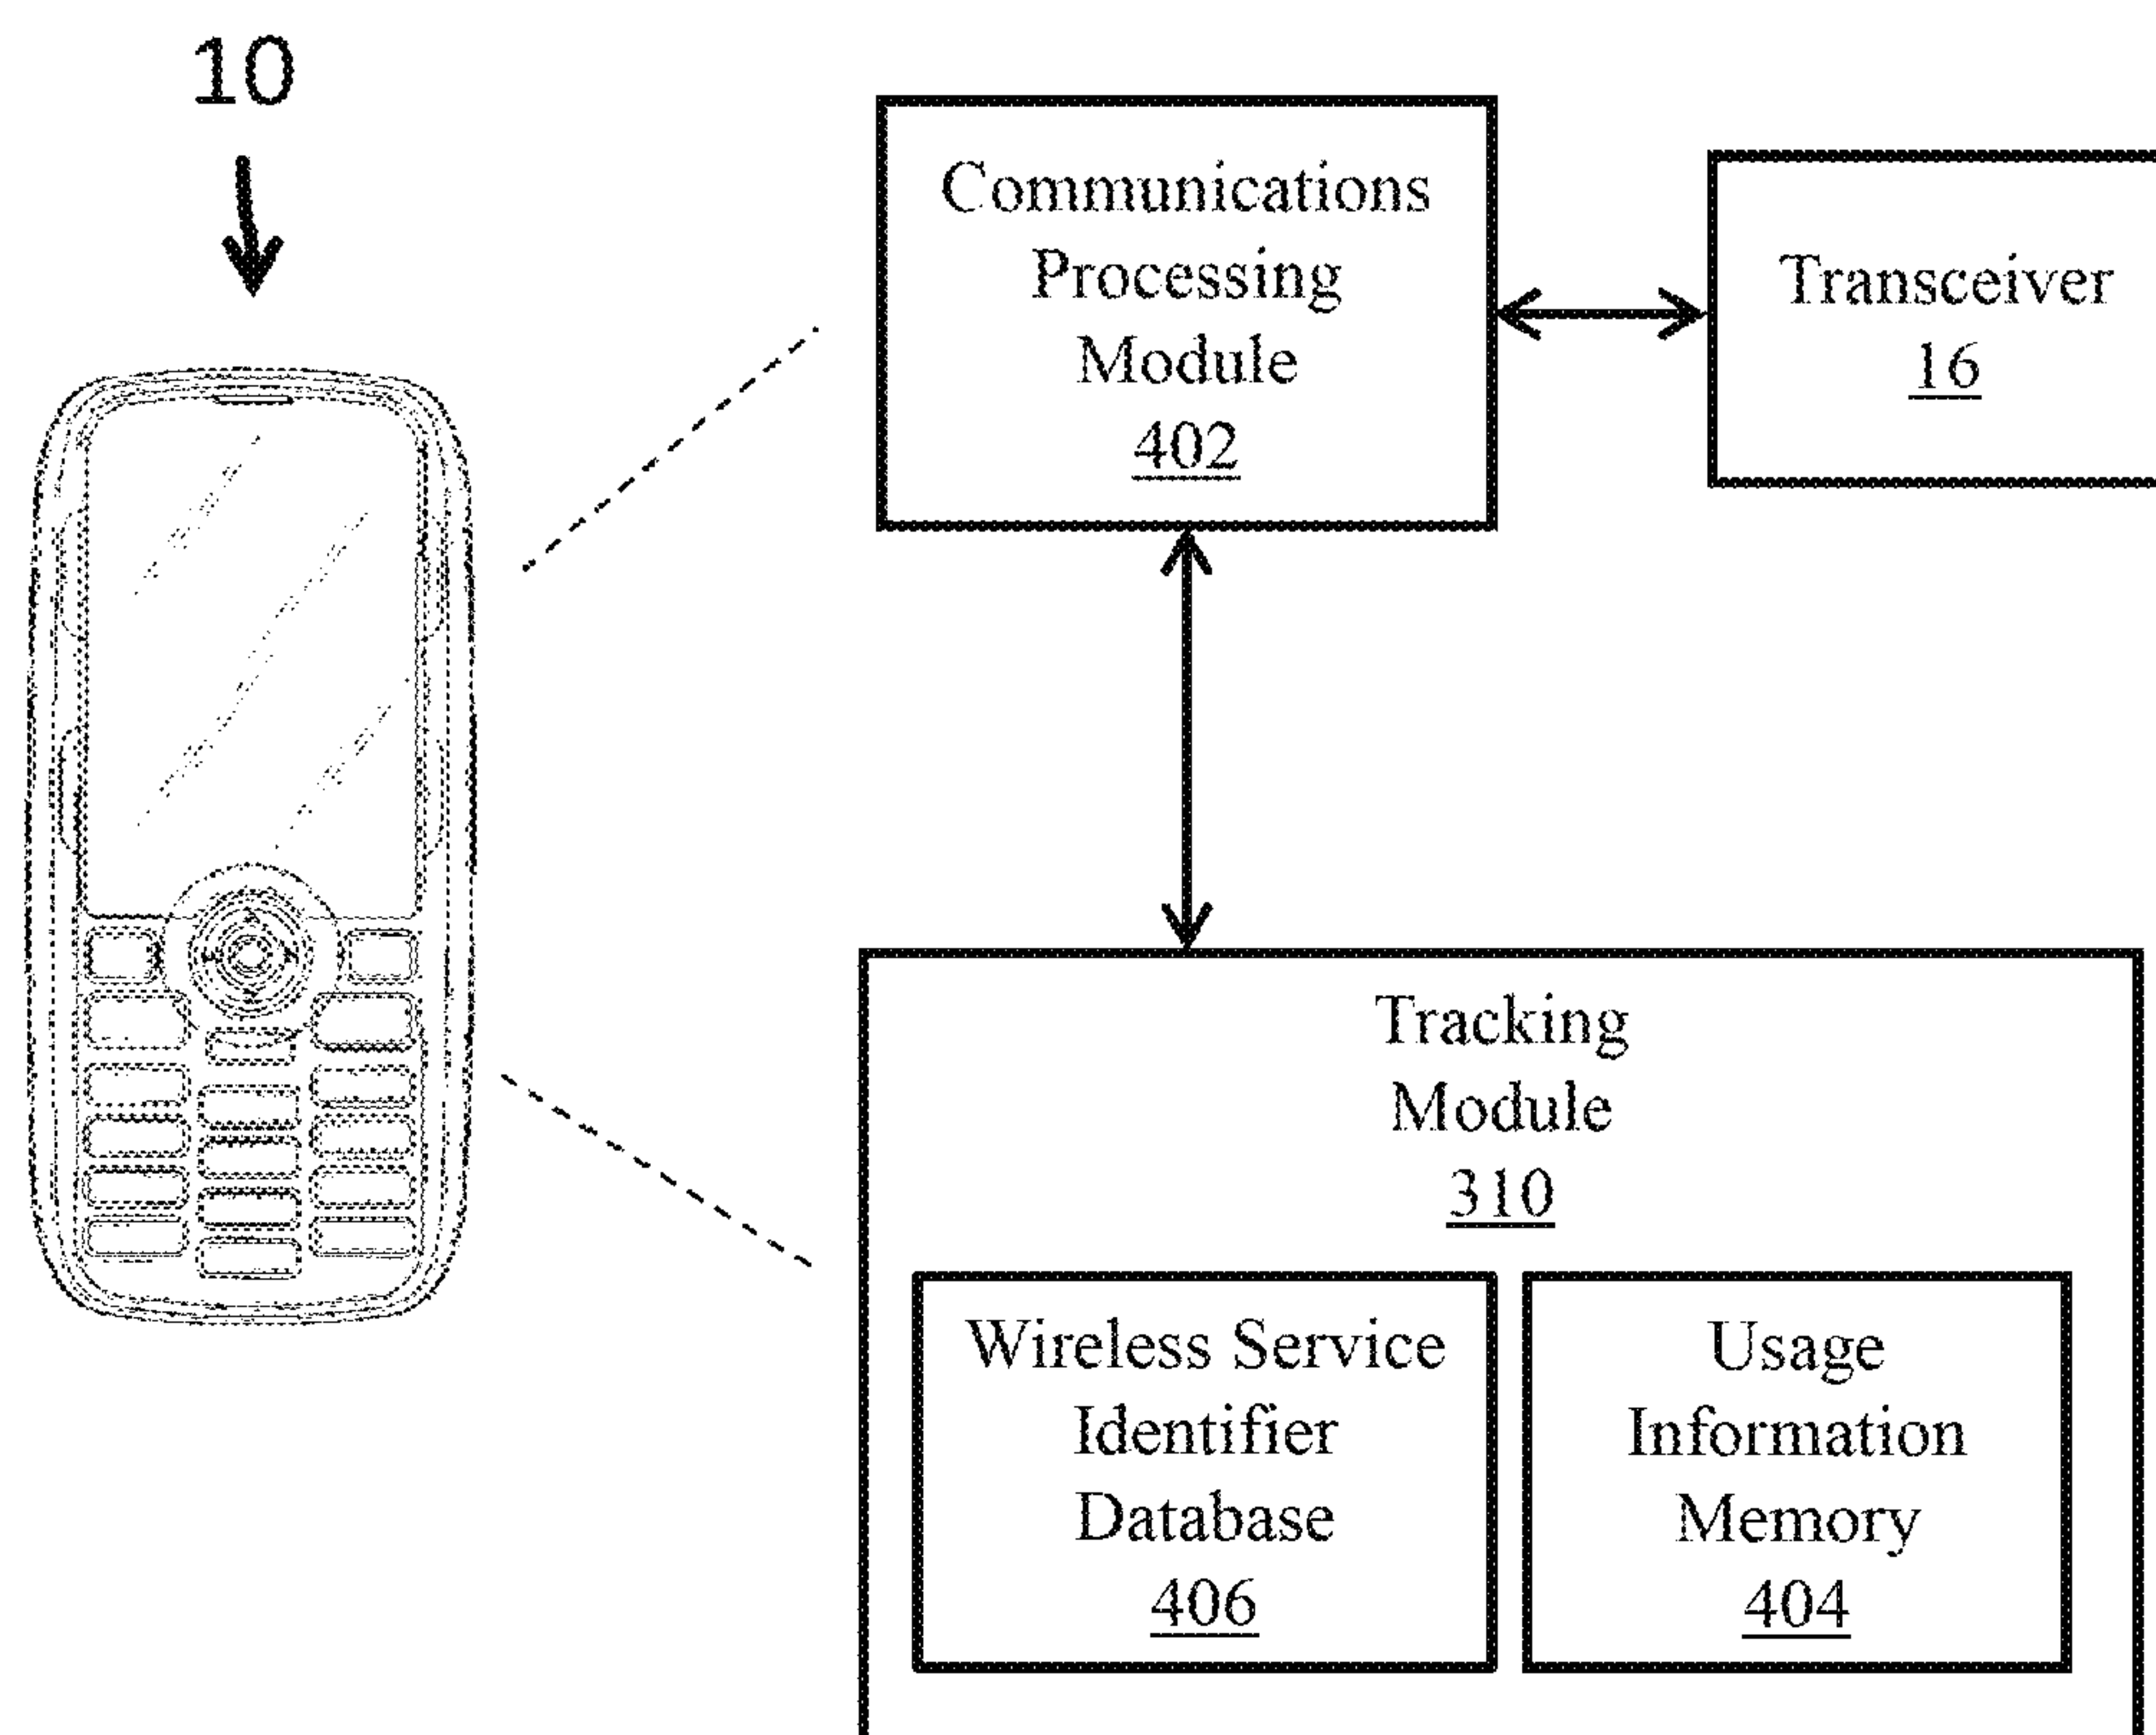 10
Communications
Processing
Module
402
Transceiver
16
Tracking
Module
310
Wireless Service
Identifier
Database
406
Usage
Information
Memory
404